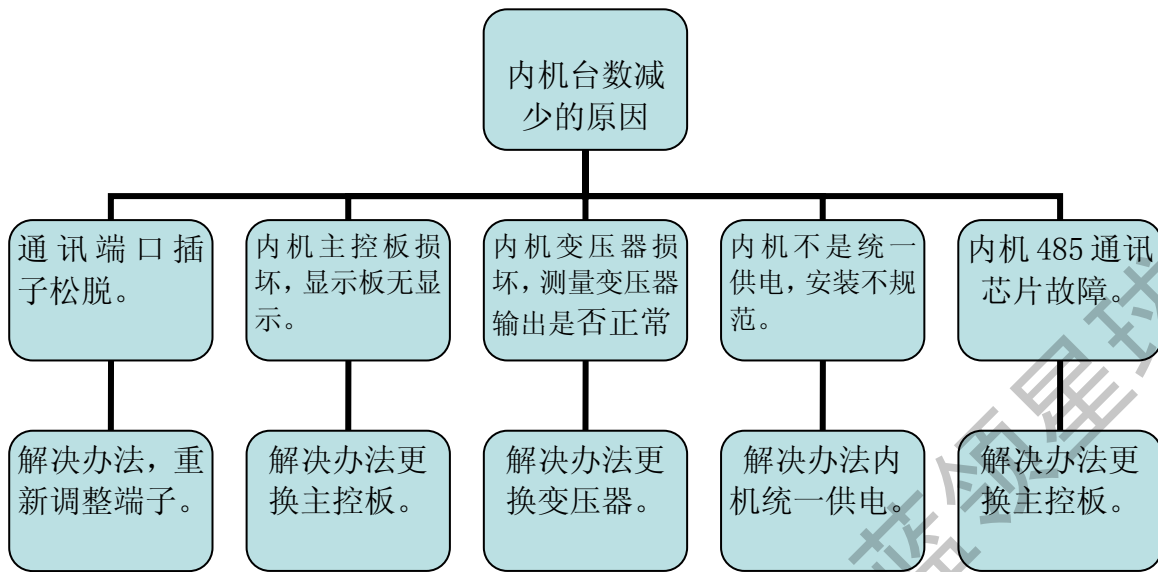 内机台数减
少的原因
通讯端口插
子松脱。
内机主控板损
坏，显示板无显
示。
内机变压器损
坏，测量变压器
输出是否正常
内机不是统一
供电，安装不规
范。
内机 485 通讯
芯片故障。
解决办法，重
新调整端子。
解决办法更
换主控板。
解决办法更
换变压器。
解决办法内
机统一供电。
解决办法更
换主控板。
蓝领星球